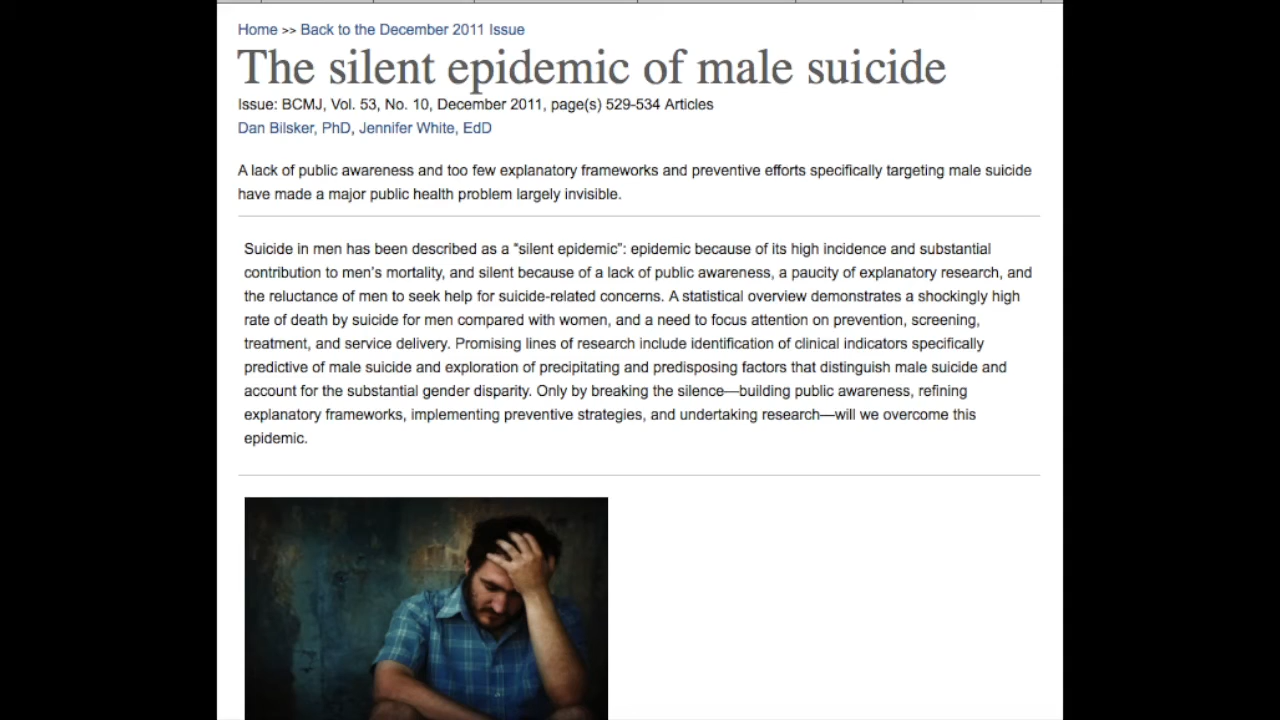 Home >> Back to the December 2011 Issue
The silent epidemic of male suicide
Issue: BCMJ, Vol. 53, No. 10, December 2011, page(s) 529-534 Articles
Dan Bilsker, PhD, Jennifer White, EdD
A lack of public awareness and too few explanatory frameworks and preventive efforts specifically targeting male suicide
have made a major public health problem largely invisible.
Suicide in men has been described as a “silent epidemic”: epidemic because of its high incidence and substantial
contribution to men’s mortality, and silent because of a lack of public awareness, a paucity of explanatory research, and
the reluctance of men to seek help for suicide-related concerns. A statistical overview demonstrates a shockingly high
rate of death by suicide for men compared with women, and a need to focus attention on prevention, screening,
treatment, and service delivery. Promising lines of research include identification of clinical indicators specifically
predictive of male suicide and exploration of precipitating and predisposing factors that distinguish male suicide and
account for the substantial gender disparity. Only by breaking the silence—building public awareness, refining
explanatory frameworks, implementing preventive strategies, and undertaking research—will we overcome this
epidemic.